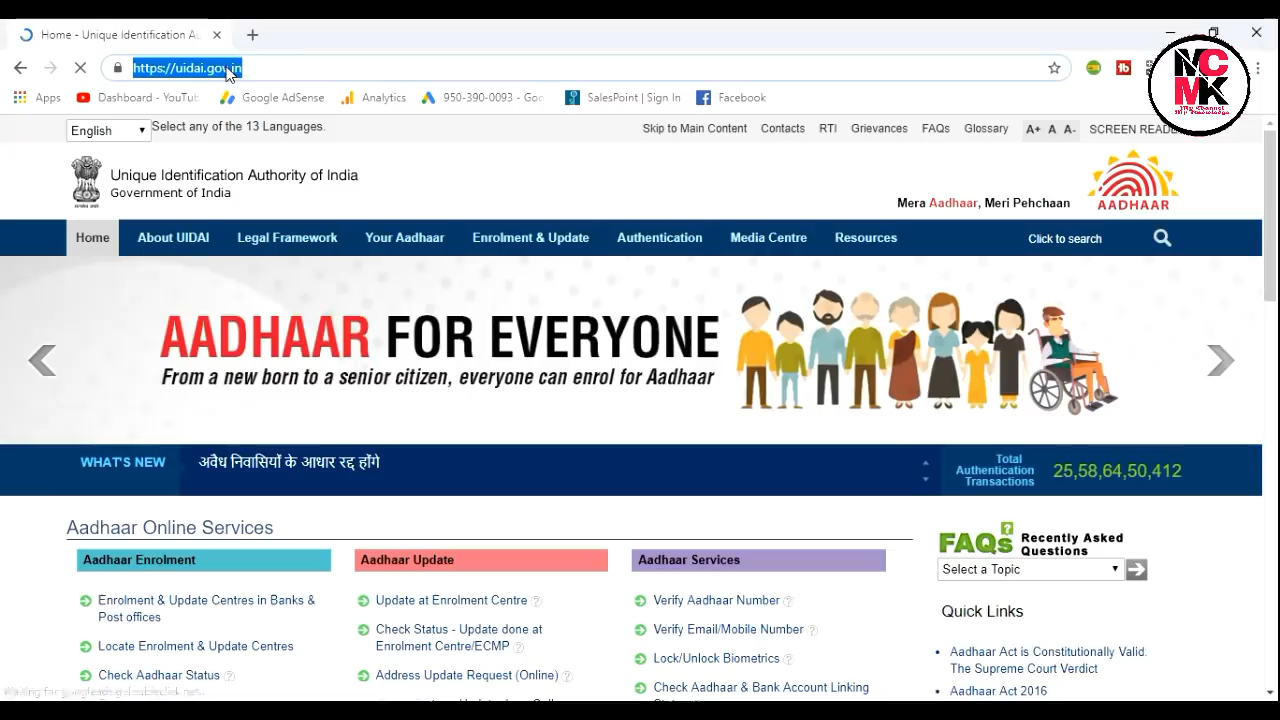 Home - Unique Identification Au
https://uidai.gov.in
Apps
Dashboard - YouTub
Google AdSense
Analytics
950-390-0093 - Goo
SalesPoint | Sign In
Facebook
MC
MK
My Channel
My Knowledge
English
Select any of the 13 Languages.
Skip to Main Content
Contacts
RTI
Grievances
FAQs
Glossary
A+ A A-
SCREEN READE
Unique Identification Authority of India
Government of India
Mera Aadhaar, Meri Pehchaan
AADHAAR
Home
About UIDAI
Legal Framework
Your Aadhaar
Enrolment & Update
Authentication
Media Centre
Resources
Click to search
AADHAAR FOR EVERYONE
From a new born to a senior citizen, everyone can enrol for Aadhaar
WHAT'S NEW
अवैध निवासियों के आधार रद्द होंगे
Total
Authentication
Transactions
25,58,64,50,412
Aadhaar Online Services
Aadhaar Enrolment
Enrolment & Update Centres in Banks &
Post offices
Locate Enrolment & Update Centres
Check Aadhaar Status
Aadhaar Update
Update at Enrolment Centre
Check Status - Update done at
Enrolment Centre/ECMP
Address Update Request (Online)
Aadhaar Services
Verify Aadhaar Number
Verify Email/Mobile Number
Lock/Unlock Biometrics
Check Aadhaar & Bank Account Linking
FAQs
Recently Asked
Questions
Select a Topic
Quick Links
Aadhaar Act is Constitutionally Valid:
The Supreme Court Verdict
Aadhaar Act 2016